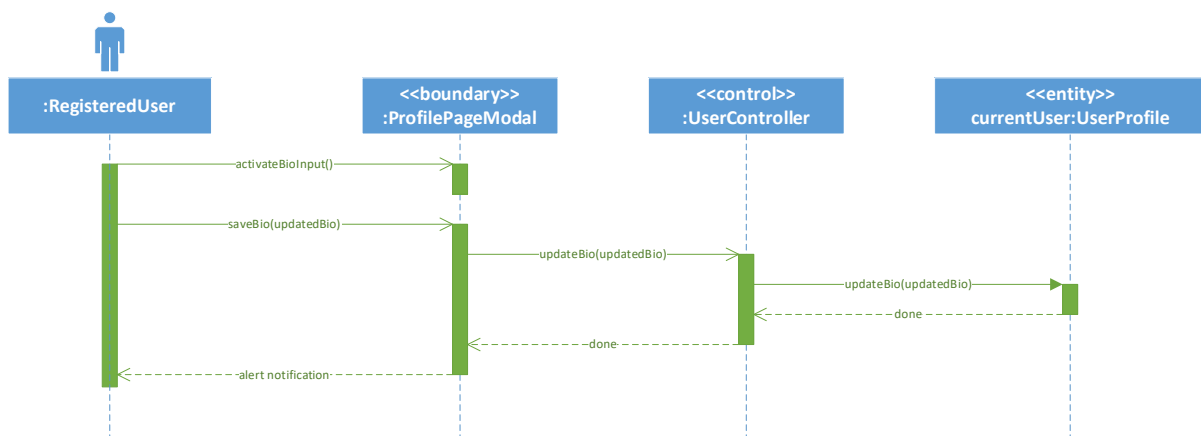 :RegisteredUser
<<boundary>>
:ProfilePageModal
<<control>>
:UserController
<<entity>>
currentUser:UserProfile
activateBioInput()
saveBio(updatedBio)
updateBio(updatedBio)
updateBio(updatedBio)
done
done
alert notification